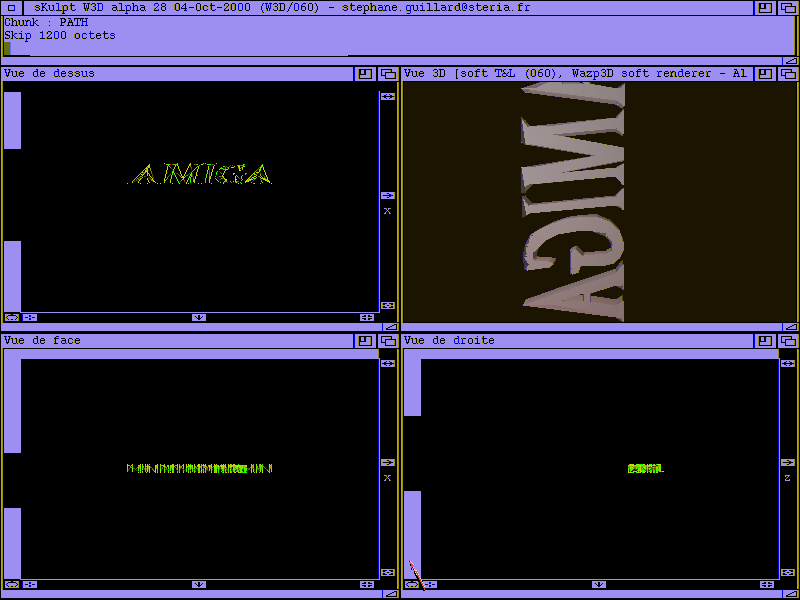 sKulpt W3D alpha 28 04-Oct-2000 (W3D/060) - stephane.guillard@steria.fr
Chunk : PATH
Skip 1200 octets
Vue de dessus
Vue 3D [soft T&L (060), Wazp3D soft renderer - Al
AMIGA
X
AMIGA
Vue de face
Vue de droite
X
Z